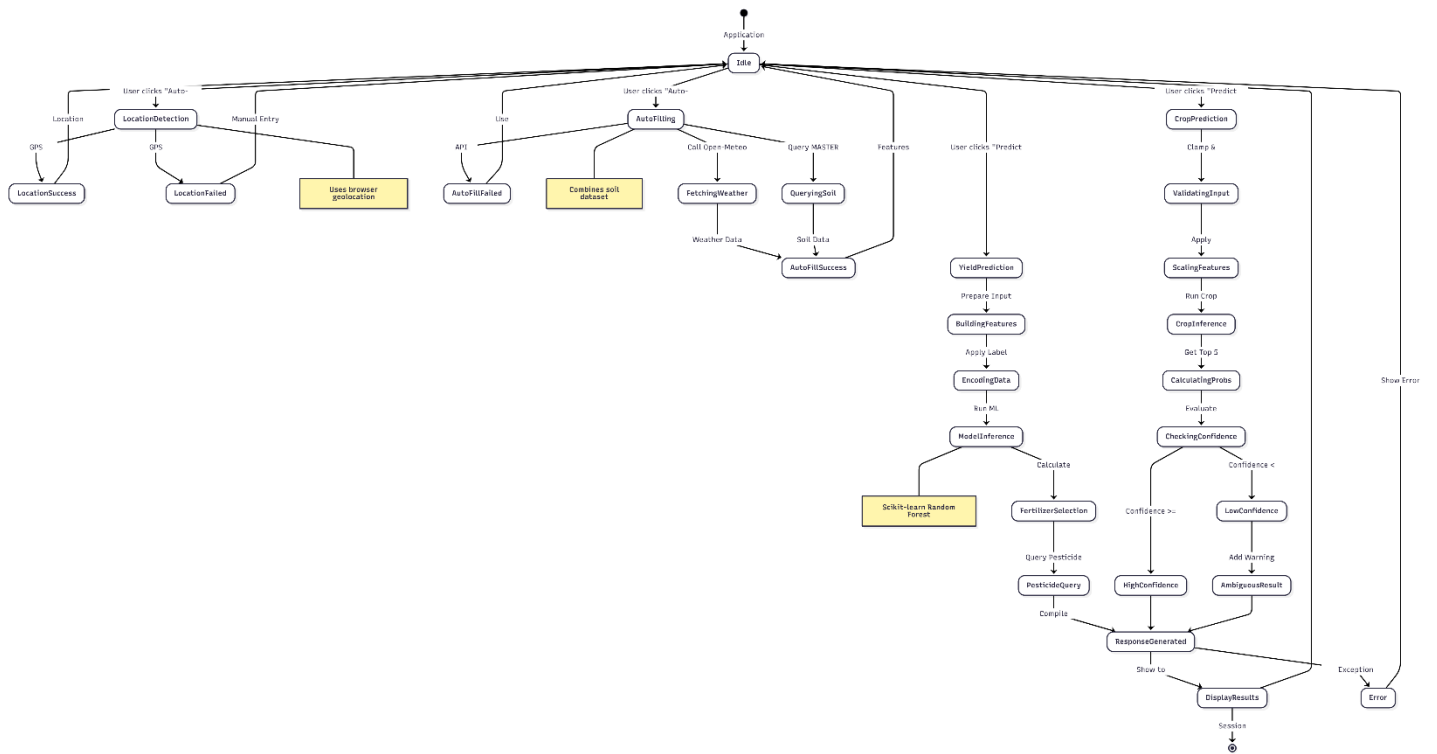 Application
Idle
User clicks "Auto-
User clicks "Auto-
User clicks "Predict
Location
LocationDetection
Manual Entry
Use
AutoFilling
CropPrediction
GPS
GPS
API
Call Open-Meteo
Query MASTER
Features
User clicks "Predict
Clamp &
LocationSuccess
LocationFailed
Uses browser
geolocation
AutoFillFailed
Combines soil
dataset
FetchingWeather
QueryingSoil
ValidatingInput
Weather Data
Soil Data
Apply
AutoFillSuccess
YieldPrediction
ScalingFeatures
Prepare Input
Run Crop
BuildingFeatures
CropInference
Apply Label
Get Top 5
EncodingData
CalculatingProbs
Show Error
Run ML
Evaluate
ModelInference
CheckingConfidence
Calculate
Confidence <
Scikit-learn Random
Forest
FertilizerSelection
Confidence >=
LowConfidence
Query Pesticide
Add Warning
PesticideQuery
HighConfidence
AmbiguousResult
Compile
ResponseGenerated
Show to
Exception
DisplayResults
Error
Session